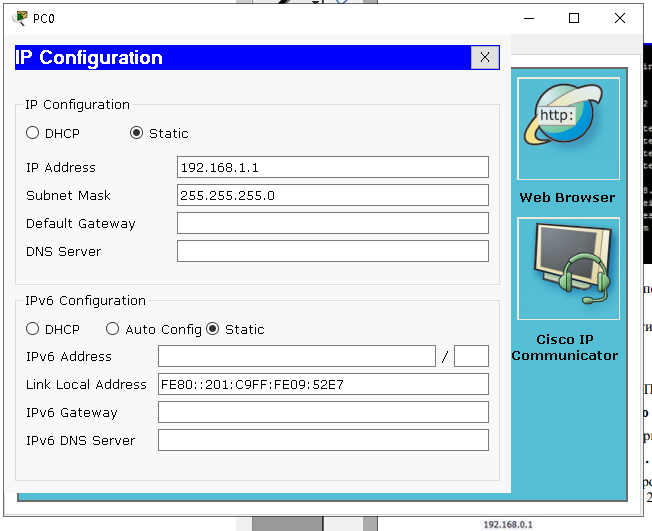 PC0
IP Configuration
X
IP Configuration
DHCP
Static
IP Address
192.168.1.1
Subnet Mask
255.255.255.0
Default Gateway
DNS Server
IPv6 Configuration
DHCP
Auto Config
Static
IPv6 Address
/
Link Local Address
FE80::201:C9FF:FE09:52E7
IPv6 Gateway
IPv6 DNS Server
http:
Web Browser
Cisco IP
Communicator
192.168.0.1